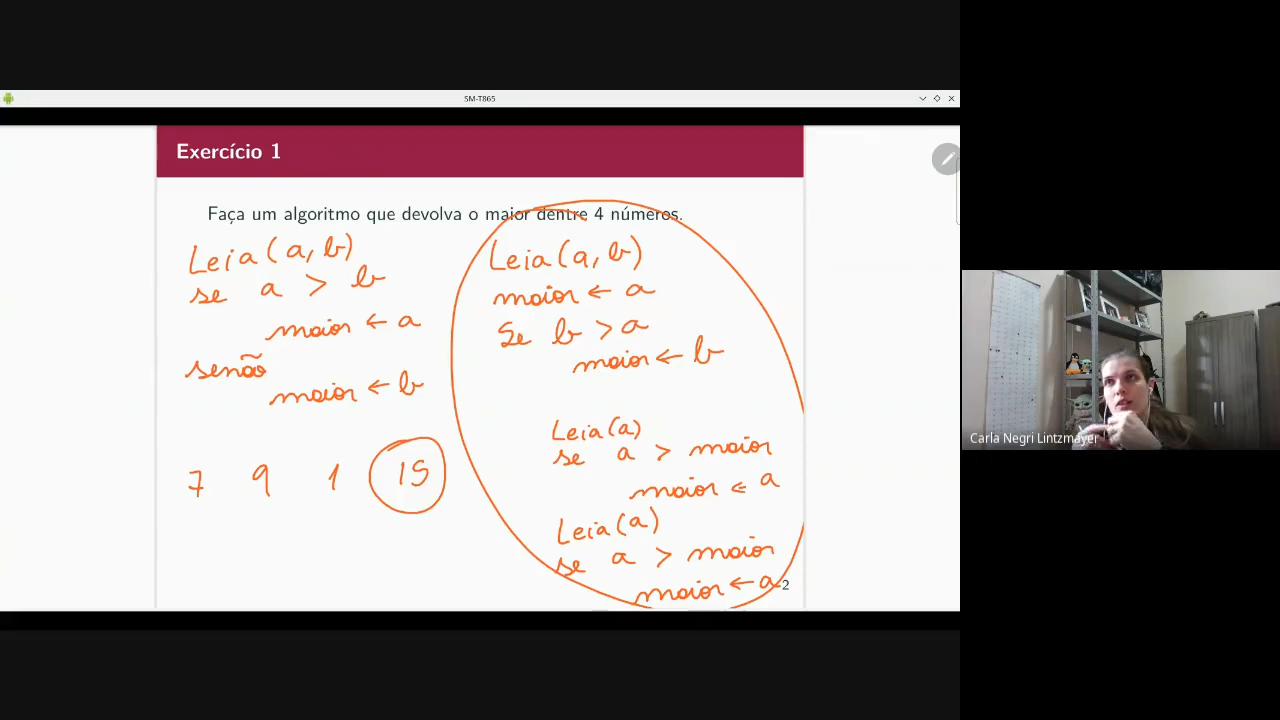 SM-T865
Exercício 1
Faça um algoritmo que devolva o maior dentre 4 números.
Leia(a, b)
se a > b
maior ← a
senão
maior ← b
7 9 1 15
Leia(a, b)
maior ← a
Se b > a
maior ← b
Leia(a)
se a > maior
maior ← a
Leia(a)
se a > maior
maior ← a
2
Carla Negri Lintzmayer